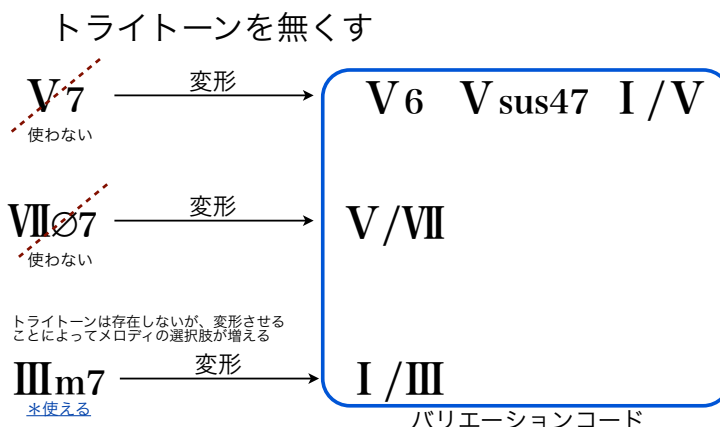 トライトーンを無くす
V7
変形
V6 Vsus47 I/V
使わない
Ⅶ∅7
変形
V/Ⅶ
使わない
トライトーンは存在しないが、変形させる
ことによってメロディの選択肢が増える
Ⅲm7
変形
I/Ⅲ
＊使える
バリエーションコード